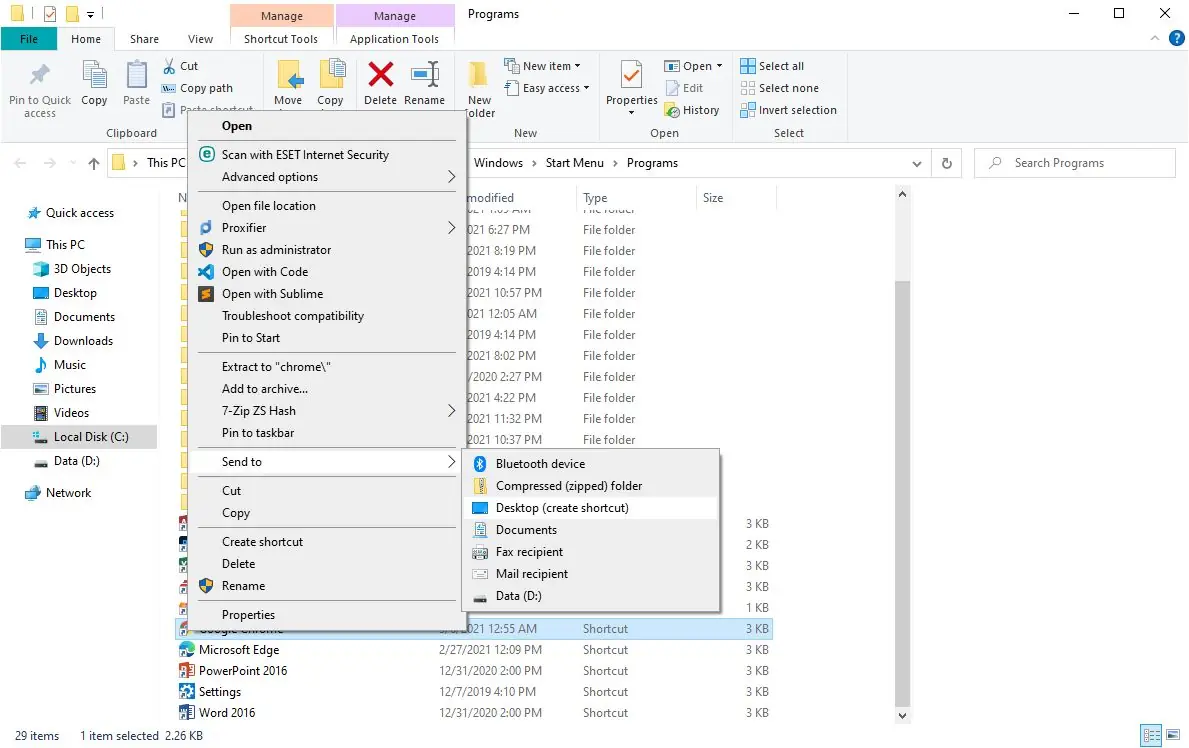 Manage
Manage
Programs
File
Home
Share
View
Shortcut Tools
Application Tools
Pin to Quick access
Copy
Paste
Cut
Copy path
Paste shortcut
Move
Copy
Delete
Rename
New
folder
New item
Easy access
Properties
Open
Edit
History
Select all
Select none
Invert selection
Clipboard
New
Open
Select
This PC
Windows
Start Menu
Programs
Search Programs
Type
Size
Quick access
This PC
3D Objects
Desktop
Documents
Downloads
Music
Pictures
Videos
Local Disk (C:)
Data (D:)
Network
Open
Scan with ESET Internet Security
Advanced options
Open file location
Proxifier
Run as administrator
Open with Code
Open with Sublime
Troubleshoot compatibility
Pin to Start
Extract to "chrome\"
Add to archive...
7-Zip ZS Hash
Pin to taskbar
Send to
Cut
Copy
Create shortcut
Delete
Rename
Properties
Bluetooth device
Compressed (zipped) folder
Desktop (create shortcut)
Documents
Fax recipient
Mail recipient
Data (D:)
modified
File folder
021 6:27 PM File folder
2021 8:19 PM File folder
2019 4:14 PM File folder
2021 10:57 PM File folder
021 12:05 AM File folder
2019 4:14 PM File folder
2021 8:02 PM File folder
/2020 2:27 PM File folder
2021 4:22 PM File folder
2021 11:32 PM File folder
2021 10:37 PM File folder
3 KB
2 KB
3 KB
3 KB
1 KB
Google Chrome 2021 12:55 AM Shortcut 3 KB
Microsoft Edge 2/27/2021 12:09 PM Shortcut 3 KB
PowerPoint 2016 12/31/2020 2:00 PM Shortcut 3 KB
Settings 12/7/2019 4:10 PM Shortcut 3 KB
Word 2016 12/31/2020 2:00 PM Shortcut 3 KB
29 items 1 item selected 2.26 KB